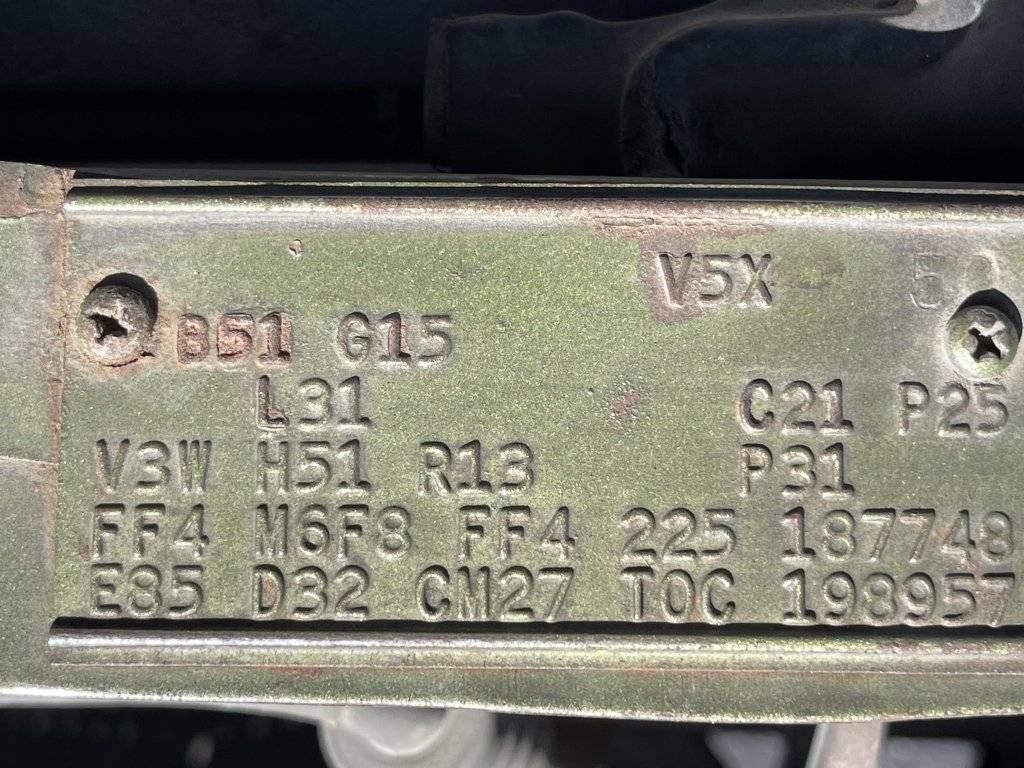 V5X
B51 G15
L31 C21 P25
V3W H51 R13 P31
FF4 M6F8 FF4 225 187748
E85 D32 CM27 TOC 198957